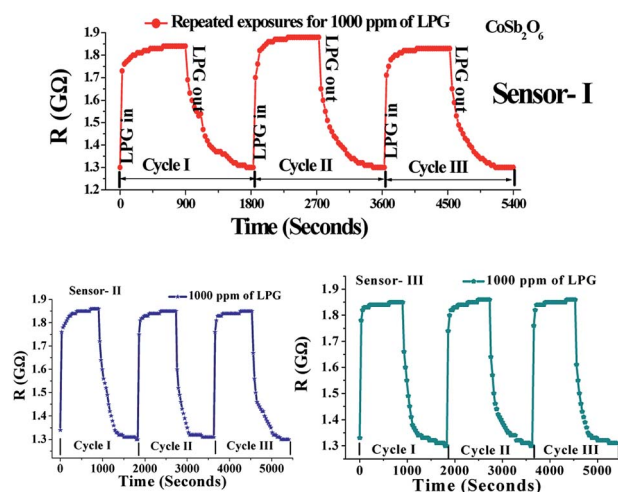 Repeated exposures for 1000 ppm of LPG
CoSb2O6
Sensor- I
R (GΩ)
1.9
1.8
1.7
1.6
1.5
1.4
1.3
1.2
LPG in
LPG out
LPG in
LPG out
LPG in
LPG out
Cycle I
Cycle II
Cycle III
0 900 1800 2700 3600 4500 5400
Time (Seconds)
Sensor- II
1000 ppm of LPG
R (GΩ)
1.9
1.8
1.7
1.6
1.5
1.4
1.3
Cycle I Cycle II Cycle III
0 1000 2000 3000 4000 5000
Time (Seconds)
Sensor- III
1000 ppm of LPG
R (GΩ)
1.9
1.8
1.7
1.6
1.5
1.4
1.3
Cycle I Cycle II Cycle III
0 1000 2000 3000 4000 5000
Time (Seconds)